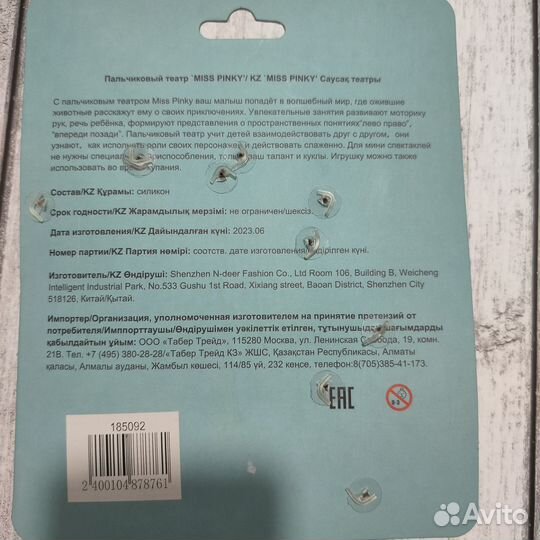 Пальчиковый театр `MISS PINKY'/ KZ `MISS PINKY' Саусақ театры
С пальчиковым театром Miss Pinky ваш малыш попадёт в волшебный мир, где ожившие
животные расскажут ему о своих приключениях. Увлекательные занятия развивают моторику
рук, речь ребёнка, формируют представления о пространственных понятиях"лево право",
"впереди позади". Пальчиковый театр учит детей взаимодействовать друг с другом, они
узнают, как исполнять роли своих персонажей и действовать слаженно. Для мини спектаклей
не нужны специальные приспособления, только ваш талант и куклы. Игрушку можно также
использовать во время купания.
Состав/KZ Құрамы: силикон
Срок годности/KZ Жарамдылық мерзімі: не ограничен/шексіз.
Дата изготовления/KZ Дайындалған күні: 2023.06
Номер партии/KZ Партия нөмірі: соотств. дате изготовления/өндірілген күні.
Изготовитель/KZ Өндіруші: Shenzhen N-deer Fashion Co., Ltd Room 106, Building B, Weicheng
Intelligent Industrial Park, No.533 Gushu 1st Road, Xixiang street, Baoan District, Shenzhen City
518126, Китай/Қытай.
Импортер/Организация, уполномоченная изготовителем на принятие претензий от
потребителя/Импортташы/Өндірушімен уәкілеттік етілген, тұтынушыдан шағымдарды
қабылдайтын ұйым: ООО «Табер Трейд», 115280 Москва, ул. Ленинская Слобода, 19, комн.
21В. Тел. +7 (495) 380-28-28/«Табер Трейд КЗ» ЖШС, Қазақстан Республикасы, Алматы
қаласы, Алмалы ауданы, Жамбыл көшесі, 114/85 үй, 232 кеңсе, телефон:8(705)385-41-173.
EAC
0-3
185092
2 400104 878761
Avito